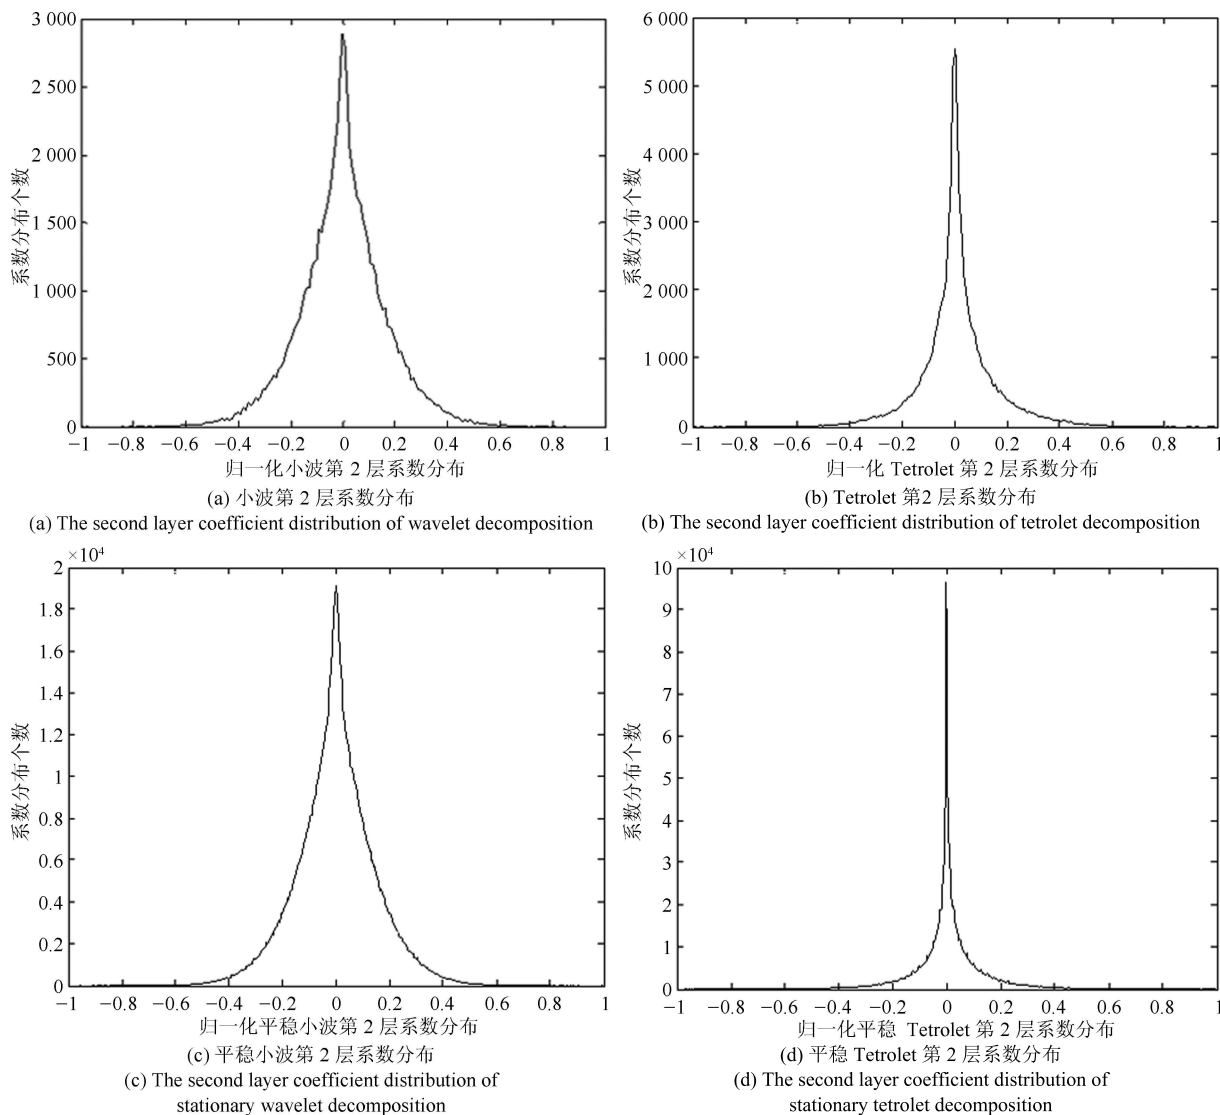 3 000
2 500
2 000
1 500
1 000
500
0
系数分布个数
−1 −0.8 −0.6 −0.4 −0.2 0 0.2 0.4 0.6 0.8 1
归一化小波第 2 层系数分布
(a) 小波第 2 层系数分布
(a) The second layer coefficient distribution of wavelet decomposition
6 000
5 000
4 000
3 000
2 000
1 000
0
系数分布个数
−1 −0.8 −0.6 −0.4 −0.2 0 0.2 0.4 0.6 0.8 1
归一化 Tetrolet 第 2 层系数分布
(b) Tetrolet 第2 层系数分布
(b) The second layer coefficient distribution of tetrolet decomposition
×10⁴
2
1.8
1.6
1.4
1.2
1
0.8
0.6
0.4
0.2
0
系数分布个数
−1 −0.8 −0.6 −0.4 −0.2 0 0.2 0.4 0.6 0.8 1
归一化平稳小波第 2 层系数分布
(c) 平稳小波第 2 层系数分布
(c) The second layer coefficient distribution of
stationary wavelet decomposition
×10⁴
10
9
8
7
6
5
4
3
2
1
0
系数分布个数
−1 −0.8 −0.6 −0.4 −0.2 0 0.2 0.4 0.6 0.8 1
归一化平稳 Tetrolet 第 2 层系数分布
(d) 平稳 Tetrolet 第 2 层系数分布
(d) The second layer coefficient distribution of
stationary tetrolet decomposition